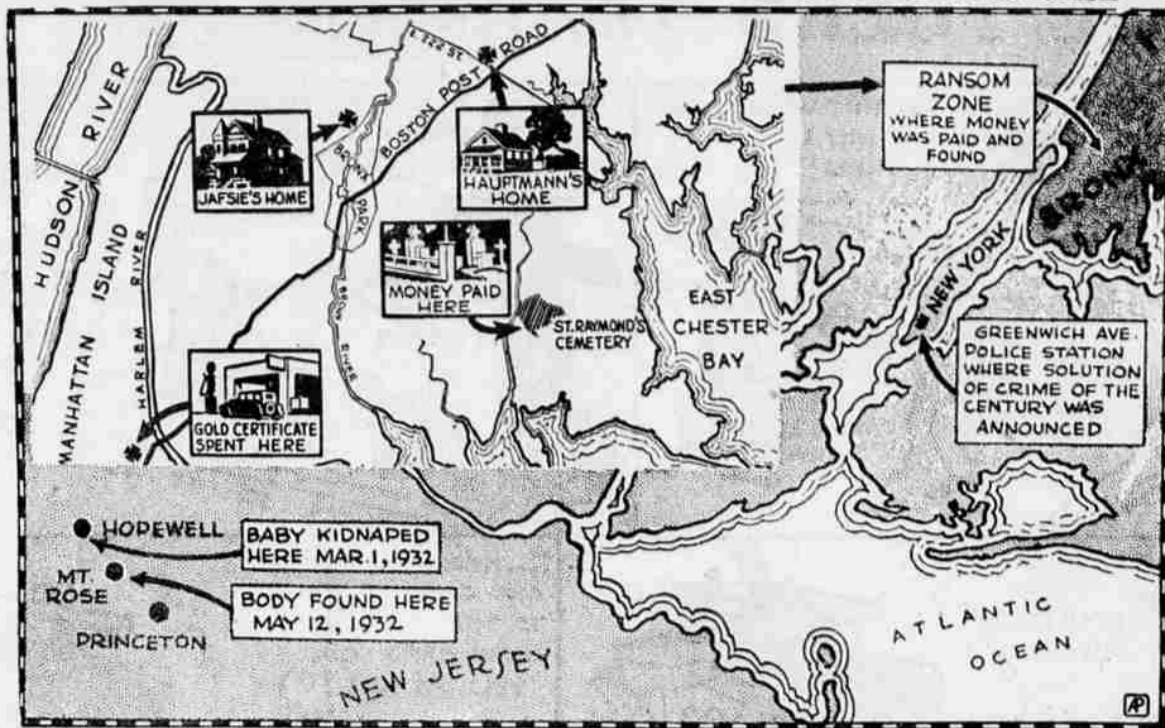 HUDSON
RIVER
MANHATTAN ISLAND
HARLEM RIVER
JAFSIE'S HOME
E. 222 ST.
BOSTON POST ROAD
BRONX
PARK
BRONX
RIVER
HAUPTMANN'S
HOME
MONEY PAID
HERE
ST. RAYMOND'S
CEMETERY
GOLD CERTIFICATE
SPENT HERE
EAST
CHESTER
BAY
RANSOM
ZONE
WHERE MONEY
WAS PAID AND
FOUND
BRONX
NEW YORK
GREENWICH AVE.
POLICE STATION
WHERE SOLUTION
OF CRIME OF THE
CENTURY WAS
ANNOUNCED
HOPEWELL
BABY KIDNAPED
HERE MAR. 1, 1932
MT.
ROSE
BODY FOUND HERE
MAY 12, 1932
PRINCETON
NEW JERSEY
ATLANTIC
OCEAN
AP